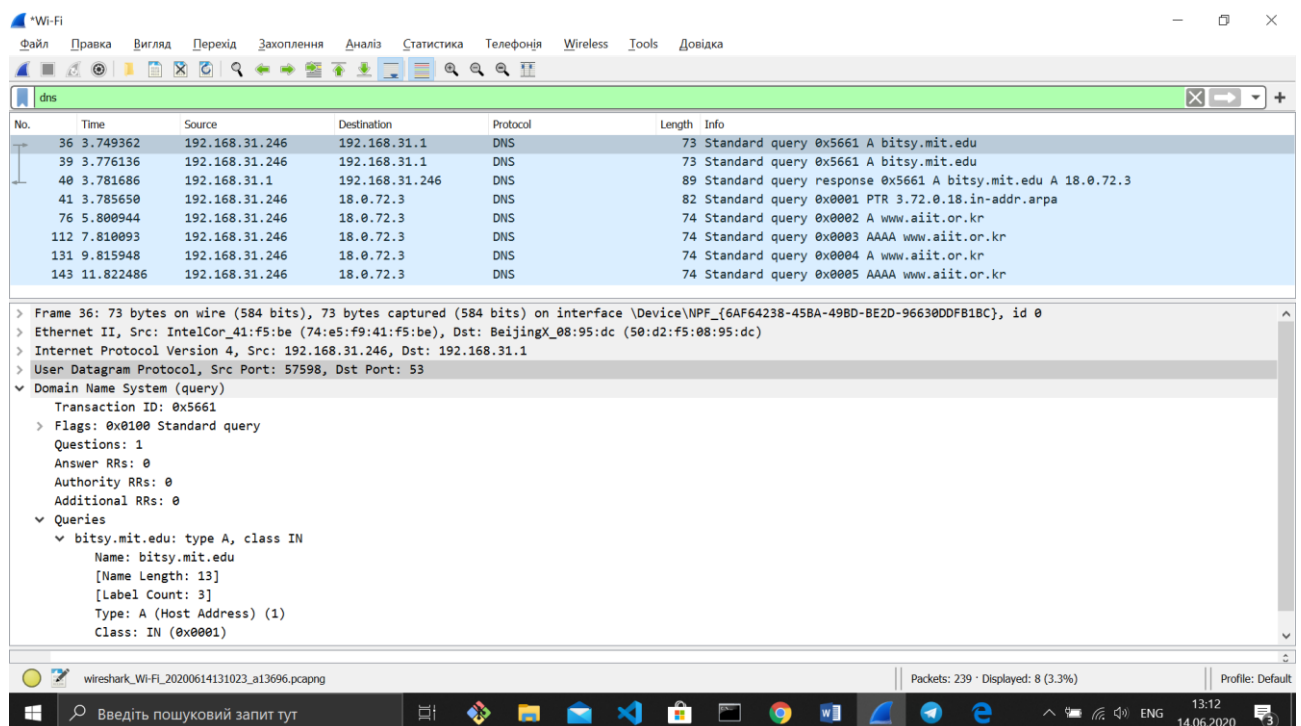 *Wi-Fi
Файл Правка Вигляд Перехід Захоплення Аналіз Статистика Телефонія Wireless Tools Довідка
dns
No. Time Source Destination Protocol Length Info
36 3.749362 192.168.31.246 192.168.31.1 DNS 73 Standard query 0x5661 A bitsy.mit.edu
39 3.776136 192.168.31.246 192.168.31.1 DNS 73 Standard query 0x5661 A bitsy.mit.edu
40 3.781686 192.168.31.1 192.168.31.246 DNS 89 Standard query response 0x5661 A bitsy.mit.edu A 18.0.72.3
41 3.785650 192.168.31.246 18.0.72.3 DNS 82 Standard query 0x0001 PTR 3.72.0.18.in-addr.arpa
76 5.800944 192.168.31.246 18.0.72.3 DNS 74 Standard query 0x0002 A www.aiit.or.kr
112 7.810093 192.168.31.246 18.0.72.3 DNS 74 Standard query 0x0003 AAAA www.aiit.or.kr
131 9.815948 192.168.31.246 18.0.72.3 DNS 74 Standard query 0x0004 A www.aiit.or.kr
143 11.822486 192.168.31.246 18.0.72.3 DNS 74 Standard query 0x0005 AAAA www.aiit.or.kr
Frame 36: 73 bytes on wire (584 bits), 73 bytes captured (584 bits) on interface \Device\NPF_{6AF64238-45BA-49BD-BE2D-96630DDFB1BC}, id 0
Ethernet II, Src: IntelCor_41:f5:be (74:e5:f9:41:f5:be), Dst: BeijingX_08:95:dc (50:d2:f5:08:95:dc)
Internet Protocol Version 4, Src: 192.168.31.246, Dst: 192.168.31.1
User Datagram Protocol, Src Port: 57598, Dst Port: 53
Domain Name System (query)
Transaction ID: 0x5661
Flags: 0x0100 Standard query
Questions: 1
Answer RRs: 0
Authority RRs: 0
Additional RRs: 0
Queries
bitsy.mit.edu: type A, class IN
Name: bitsy.mit.edu
[Name Length: 13]
[Label Count: 3]
Type: A (Host Address) (1)
Class: IN (0x0001)
wireshark_Wi-Fi_20200614131023_a13696.pcapng Packets: 239 · Displayed: 8 (3.3%) Profile: Default
Введіть пошуковий запит тут ENG 13:12
14.06.2020 3